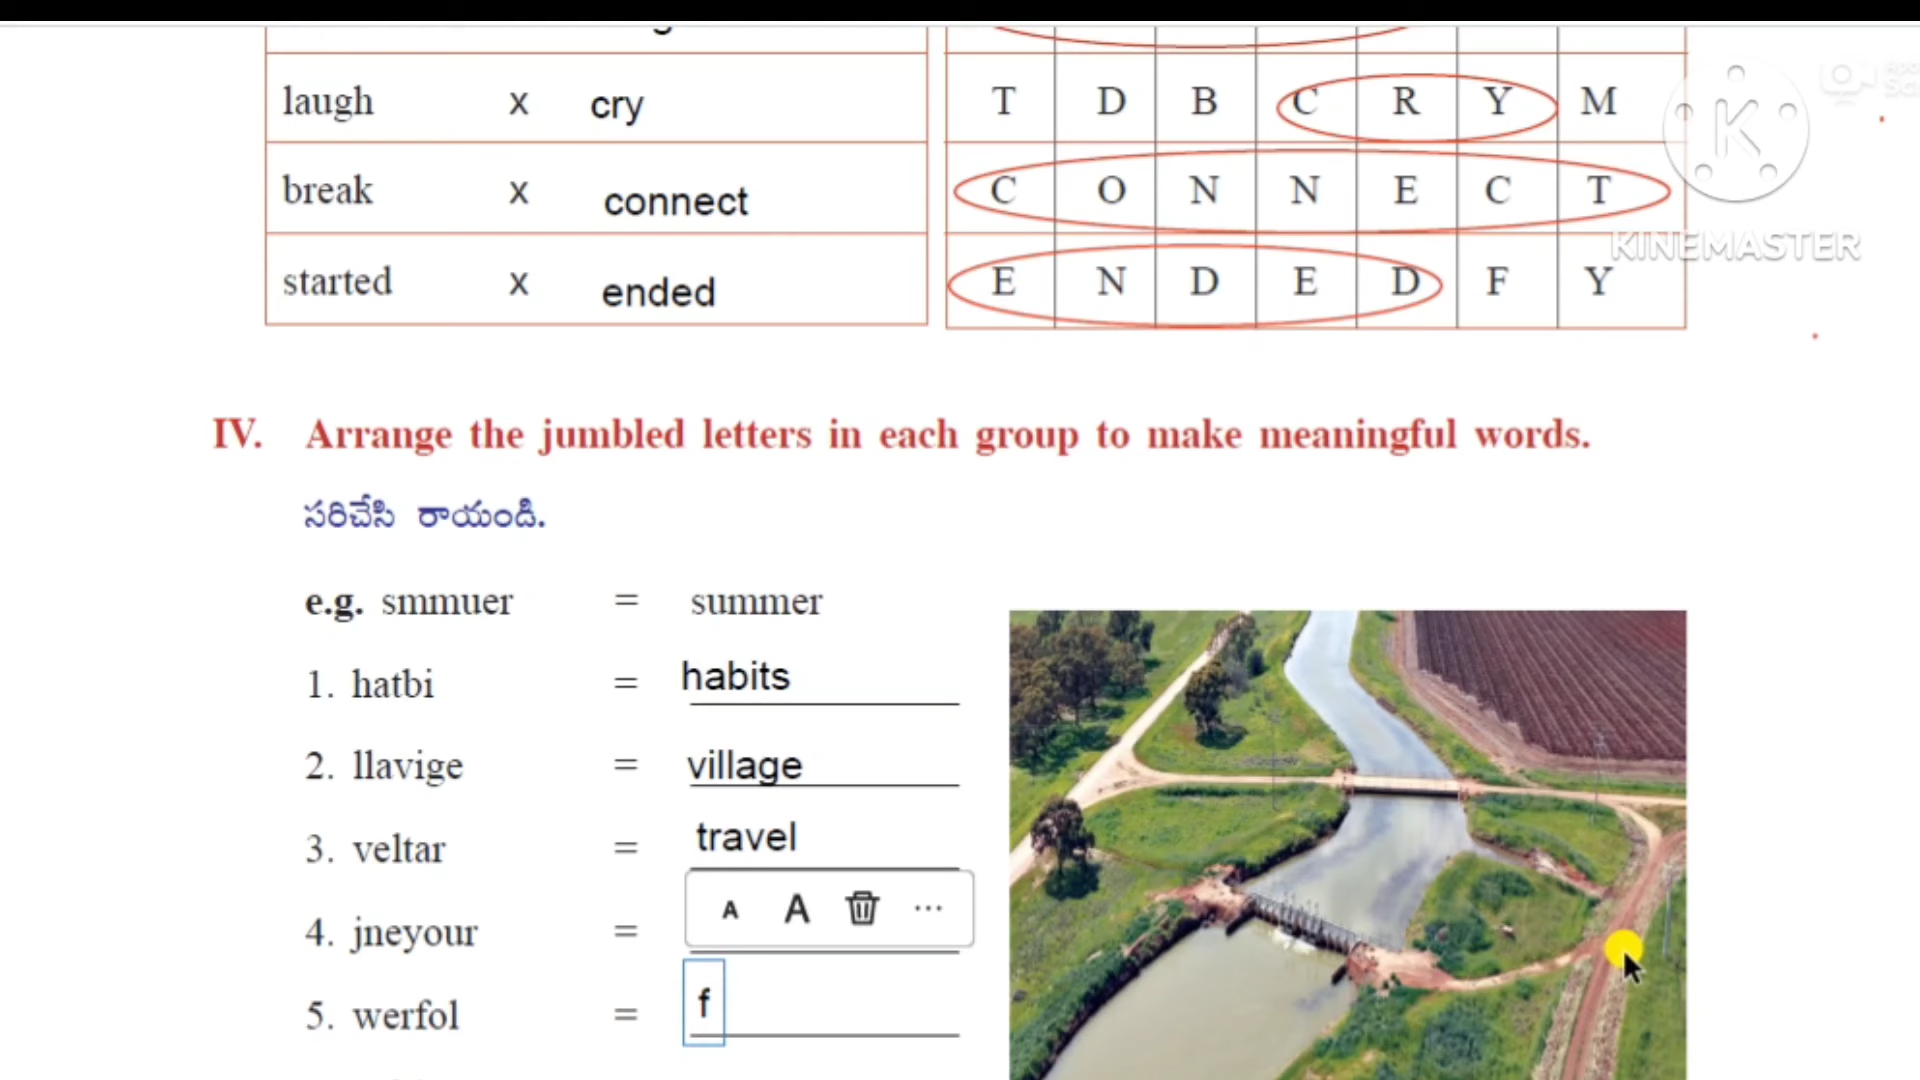 laugh x cry T D B C R Y M
break x connect C O N N E C T
started x ended E N D E D F Y
KINEMASTER
IV. Arrange the jumbled letters in each group to make meaningful words.
సరిచేసి రాయండి.
e.g. smmuer = summer
1. hatbi = habits
2. llavige = village
3. veltar = travel
A A ...
4. jneyour =
5. werfol = f